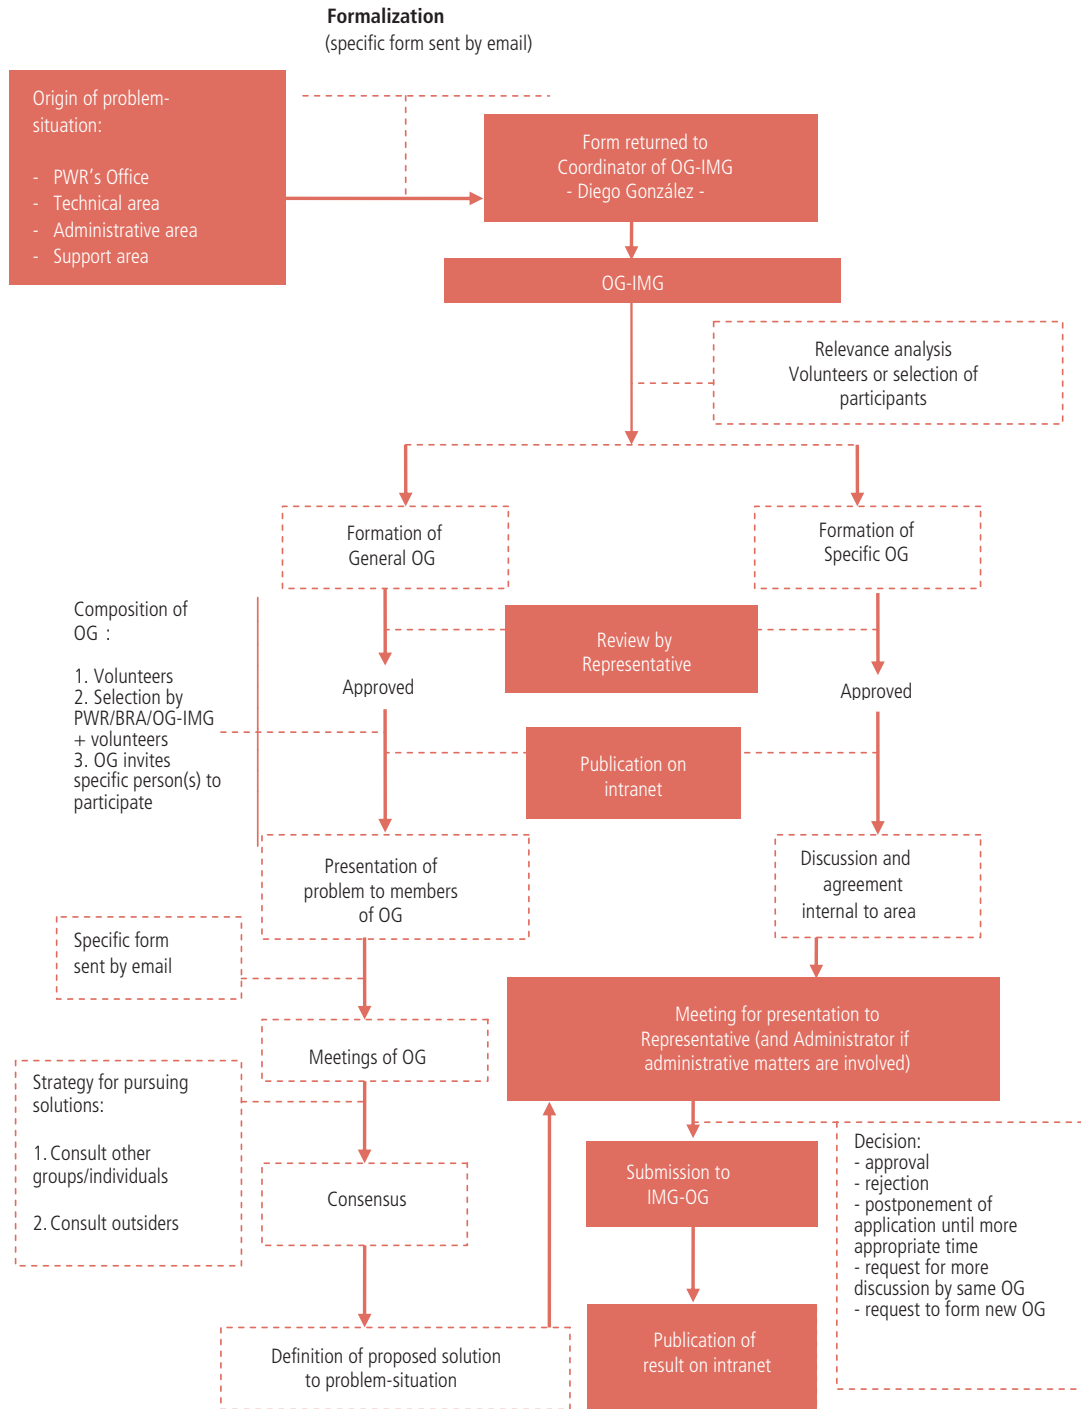 Formalization
(specific form sent by email)
Origin of problem-
situation:
- PWR's Office
- Technical area
- Administrative area
- Support area
Form returned to
Coordinator of OG-IMG
- Diego González -
OG-IMG
Relevance analysis
Volunteers or selection of
participants
Formation of
General OG
Formation of
Specific OG
Composition of
OG :
1. Volunteers
2. Selection by
PWR/BRA/OG-IMG
+ volunteers
3. OG invites
specific person(s) to
participate
Review by
Representative
Approved
Approved
Publication on
intranet
Presentation of
problem to members
of OG
Discussion and
agreement
internal to area
Specific form
sent by email
Meetings of OG
Meeting for presentation to
Representative (and Administrator if
administrative matters are involved)
Strategy for pursuing
solutions:
1. Consult other
groups/individuals
2. Consult outsiders
Consensus
Submission to
IMG-OG
Decision:
- approval
- rejection
- postponement of
application until more
appropriate time
- request for more
discussion by same OG
- request to form new OG
Definition of proposed solution
to problem-situation
Publication of
result on intranet